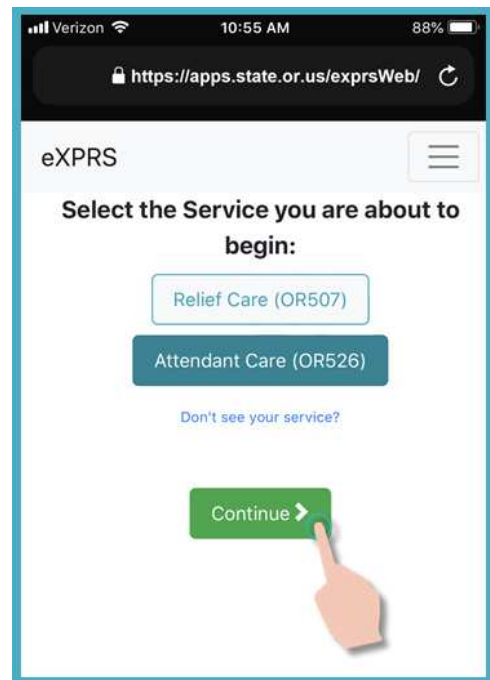 Verizon 10:55 AM 88%
https://apps.state.or.us/exprsWeb/
eXPRS
Select the Service you are about to
begin:
Relief Care (OR507)
Attendant Care (OR526)
Don't see your service?
Continue